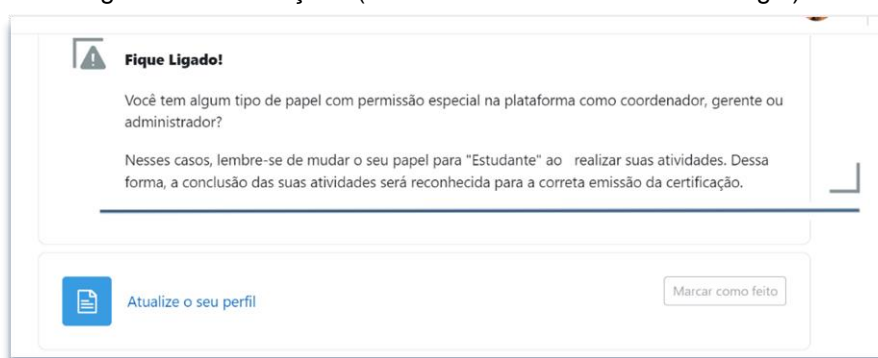 Fique Ligado!
Você tem algum tipo de papel com permissão especial na plataforma como coordenador, gerente ou
administrador?
Nesses casos, lembre-se de mudar o seu papel para "Estudante" ao realizar suas atividades. Dessa
forma, a conclusão das suas atividades será reconhecida para a correta emissão da certificação.
Atualize o seu perfil
Marcar como feito